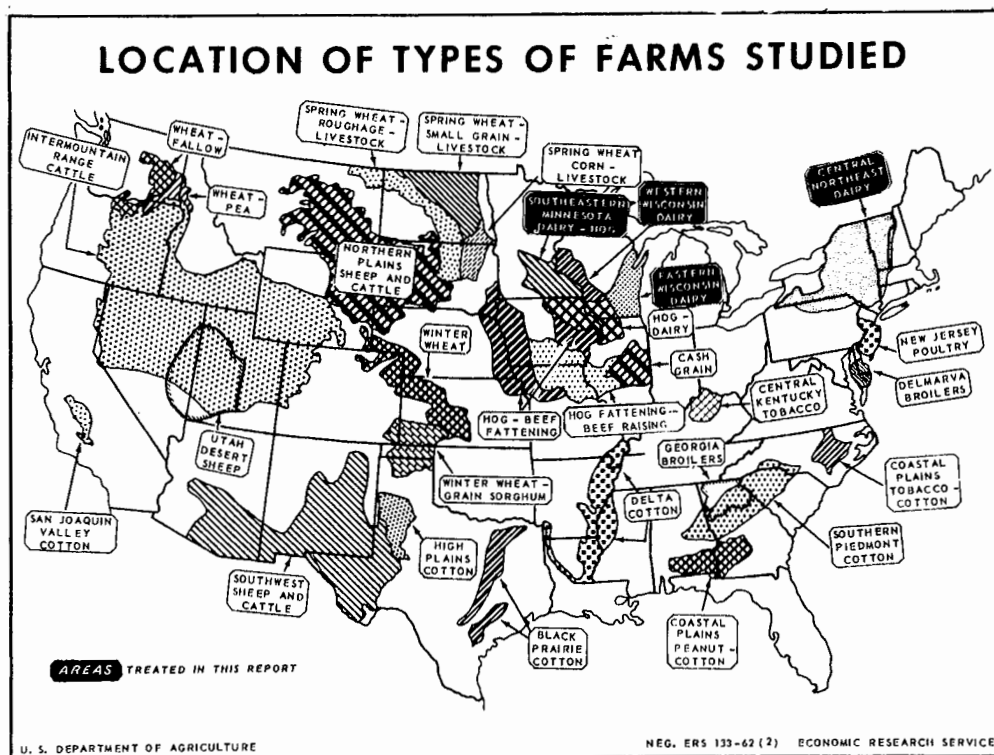 LOCATION OF TYPES OF FARMS STUDIED
SPRING WHEAT-
ROUGHAGE-
LIVESTOCK
SPRING WHEAT-
SMALL GRAIN-
LIVESTOCK
WHEAT-
FALLOW
INTERMOUNTAIN
RANGE
CATTLE
WHEAT-
PEA
SPRING WHEAT
CORN-
LIVESTOCK
SOUTHEASTERN
MINNESOTA
DAIRY-HOG
WESTERN
WISCONSIN
DAIRY
CENTRAL
NORTHEAST
DAIRY
NORTHERN
PLAINS
SHEEP AND
CATTLE
EASTERN
WISCONSIN
DAIRY
HOG-
DAIRY
WINTER
WHEAT
CASH
GRAIN
NEW JERSEY
POULTRY
DELMARVA
BROILERS
CENTRAL
KENTUCKY
TOBACCO
HOG-BEEF
FATTENING
HOG FATTENING--
BEEF RAISING
UTAH
DESERT
SHEEP
GEORGIA
BROILERS
WINTER WHEAT-
GRAIN SORGHUM
DELTA
COTTON
COASTAL
PLAINS
TOBACCO-
COTTON
SAN JOAQUIN
VALLEY
COTTON
HIGH
PLAINS
COTTON
SOUTHERN
PIEDMONT
COTTON
SOUTHWEST
SHEEP AND
CATTLE
BLACK
PRAIRIE
COTTON
COASTAL
PLAINS
PEANUT-
COTTON
AREAS TREATED IN THIS REPORT
U. S. DEPARTMENT OF AGRICULTURE
NEG. ERS 133-62 (2) ECONOMIC RESEARCH SERVICE